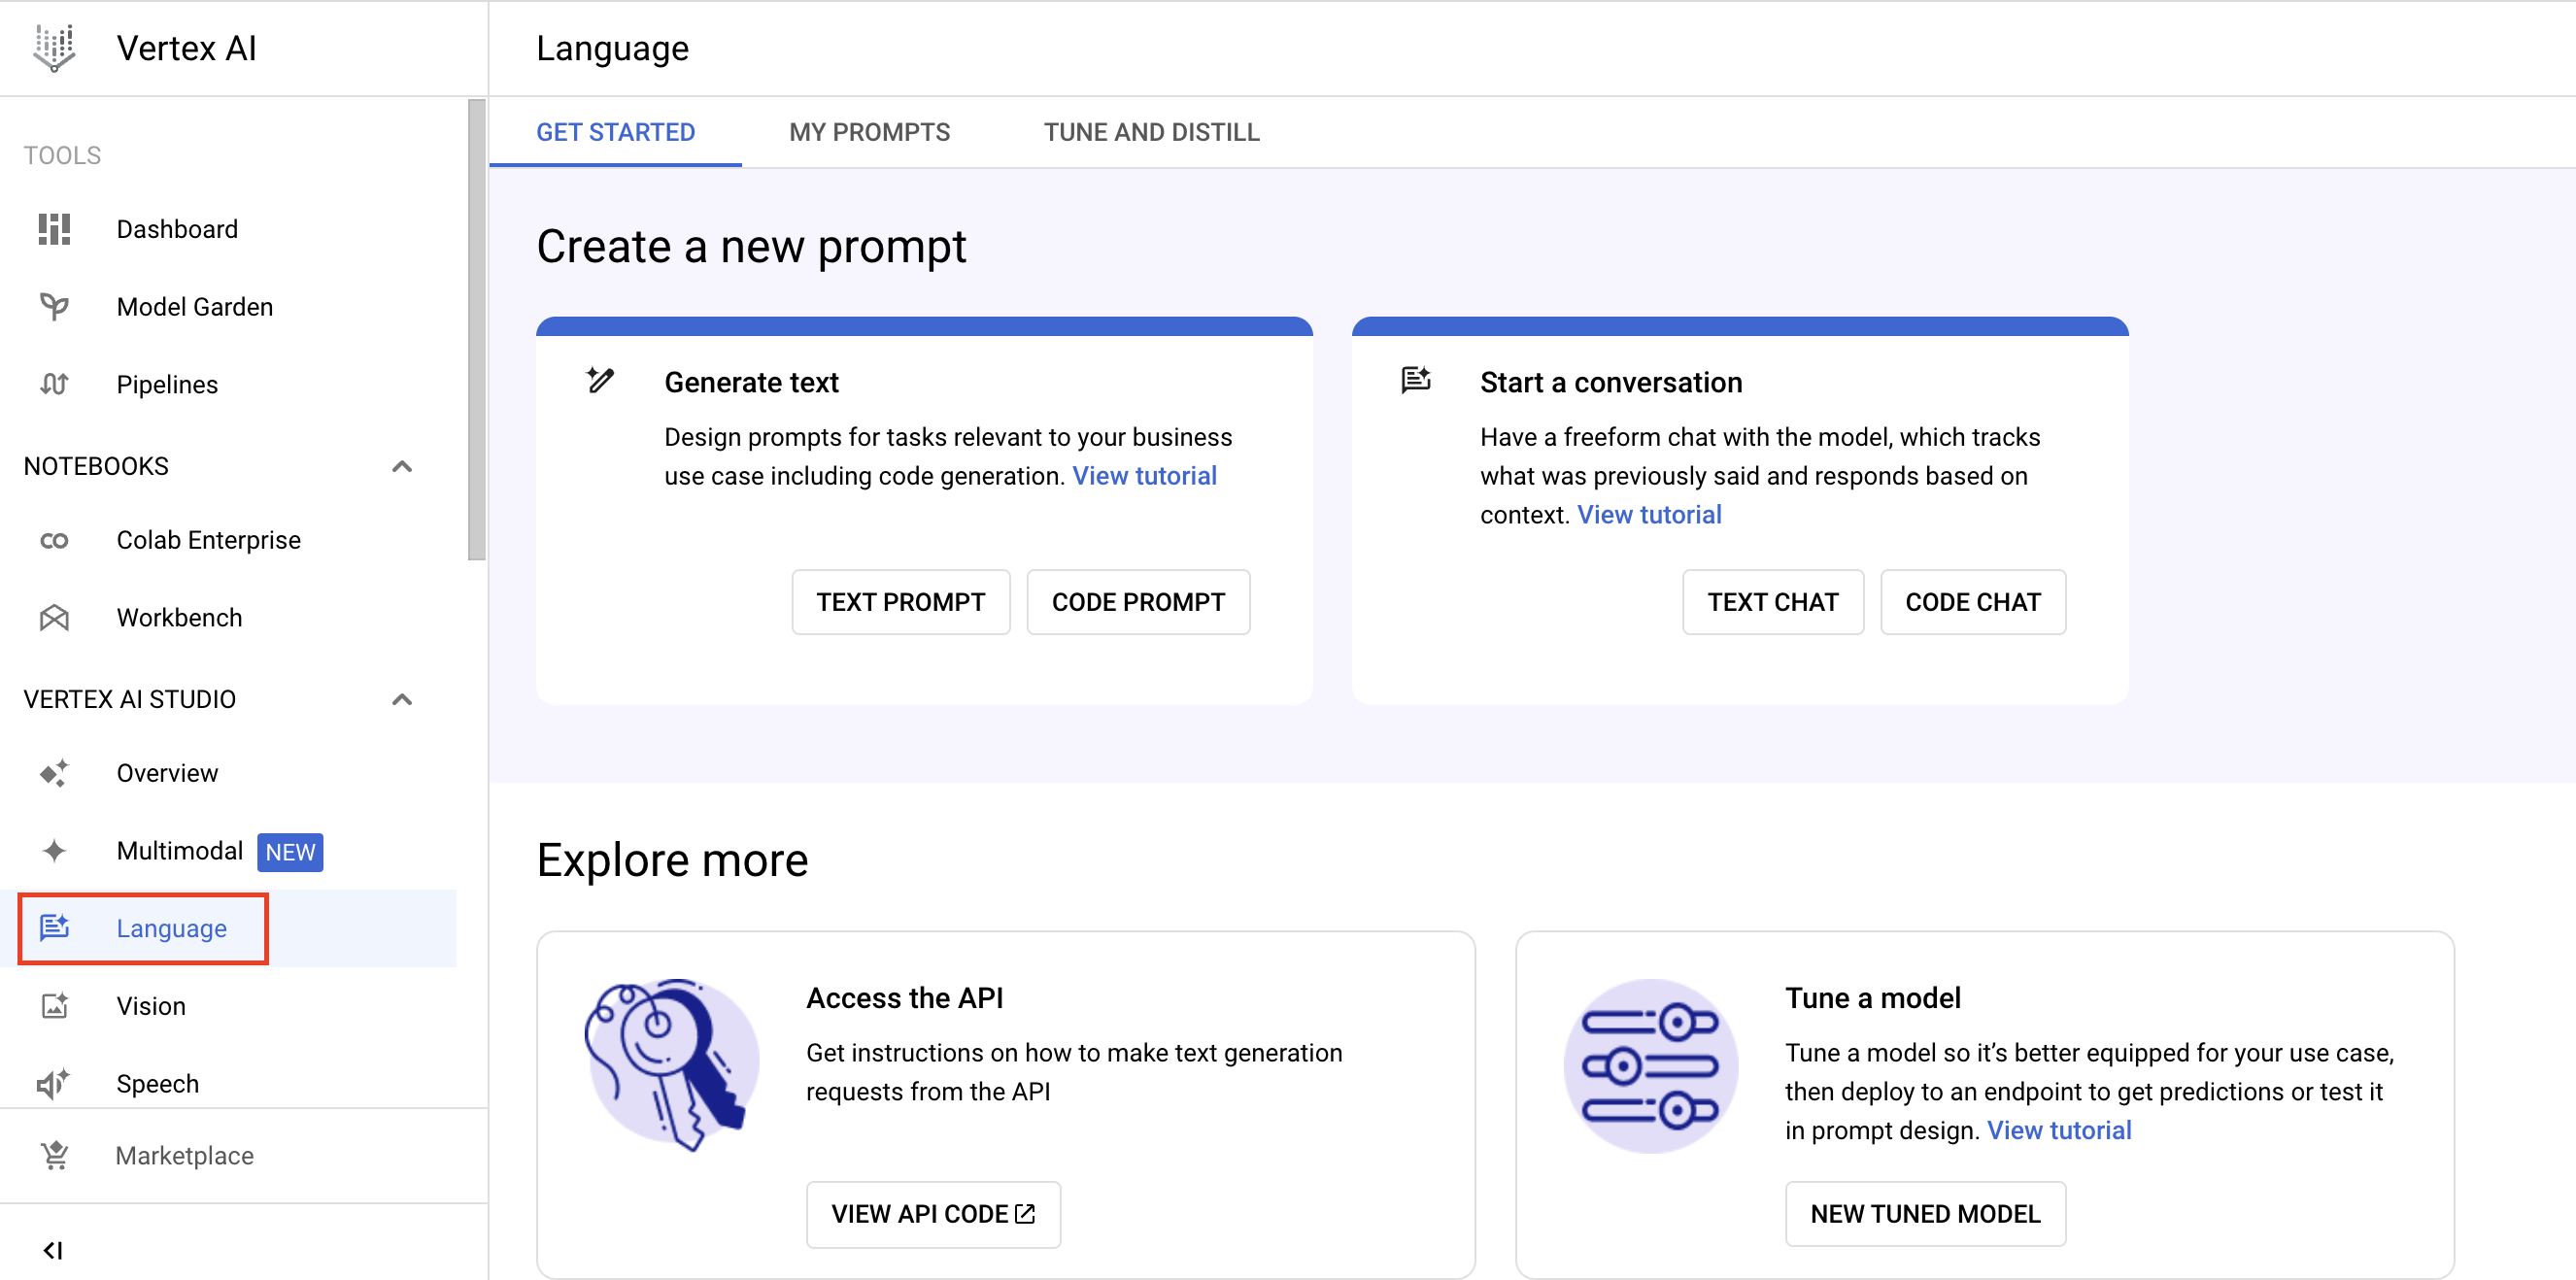 Vertex AI
Language
TOOLS
Dashboard
Model Garden
Pipelines
NOTEBOOKS
Colab Enterprise
Workbench
VERTEX AI STUDIO
Overview
Multimodal NEW
Language
Vision
Speech
Marketplace
GET STARTED MY PROMPTS TUNE AND DISTILL
Create a new prompt
Generate text
Design prompts for tasks relevant to your business
use case including code generation. View tutorial
TEXT PROMPT CODE PROMPT
Start a conversation
Have a freeform chat with the model, which tracks
what was previously said and responds based on
context. View tutorial
TEXT CHAT CODE CHAT
Explore more
Access the API
Get instructions on how to make text generation
requests from the API
VIEW API CODE
Tune a model
Tune a model so it’s better equipped for your use case,
then deploy to an endpoint to get predictions or test it
in prompt design. View tutorial
NEW TUNED MODEL